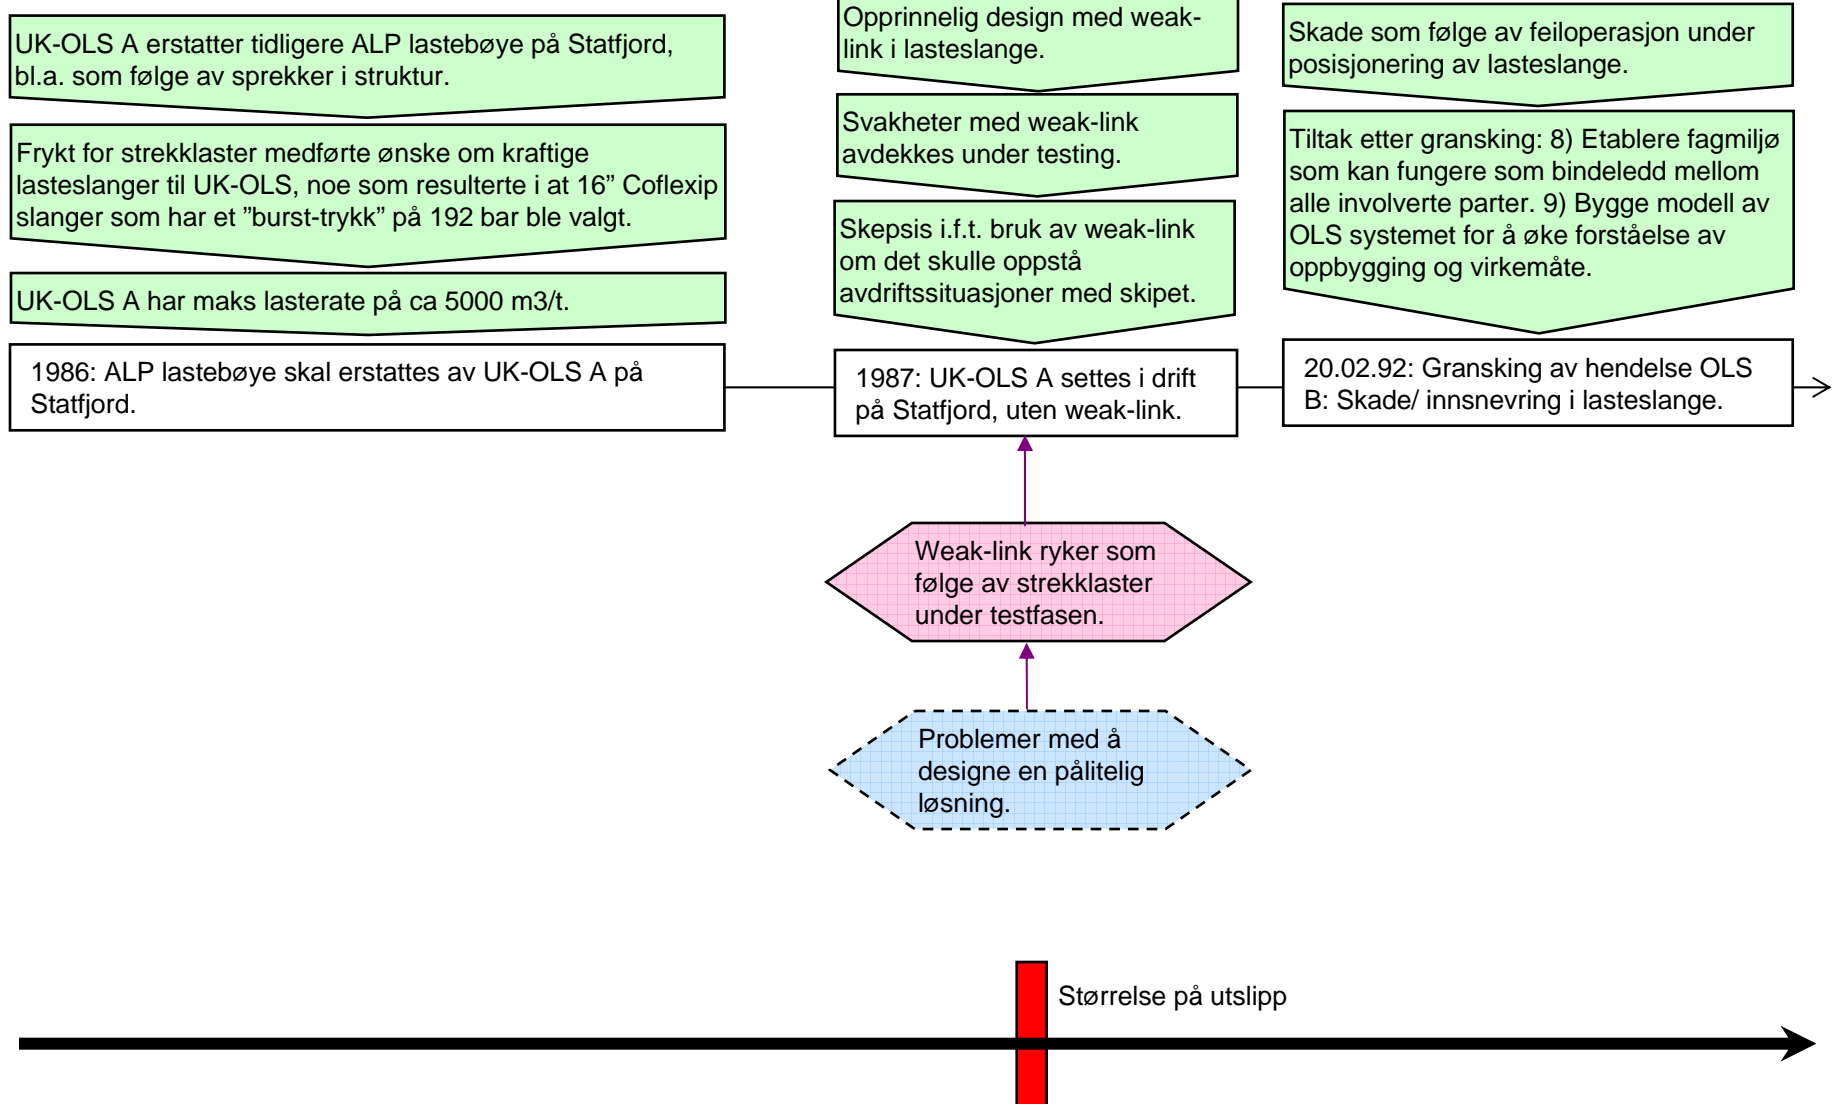 UK-OLS A erstatter tidligere ALP lastebøye på Statfjord,
bl.a. som følge av sprekker i struktur.
Frykt for strekklaster medførte ønske om kraftige
lasteslanger til UK-OLS, noe som resulterte i at 16” Coflexip
slanger som har et ”burst-trykk” på 192 bar ble valgt.
UK-OLS A har maks lasterate på ca 5000 m3/t.
1986: ALP lastebøye skal erstattes av UK-OLS A på
Statfjord.
Opprinnelig design med weak-
link i lasteslange.
Svakheter med weak-link
avdekkes under testing.
Skepsis i.f.t. bruk av weak-link
om det skulle oppstå
avdriftssituasjoner med skipet.
1987: UK-OLS A settes i drift
på Statfjord, uten weak-link.
Skade som følge av feiloperasjon under
posisjonering av lasteslange.
Tiltak etter gransking: 8) Etablere fagmiljø
som kan fungere som bindeledd mellom
alle involverte parter. 9) Bygge modell av
OLS systemet for å øke forståelse av
oppbygging og virkemåte.
20.02.92: Gransking av hendelse OLS
B: Skade/ innsnevring i lasteslange.
Weak-link ryker som
følge av strekklaster
under testfasen.
Problemer med å
designe en pålitelig
løsning.
Størrelse på utslipp